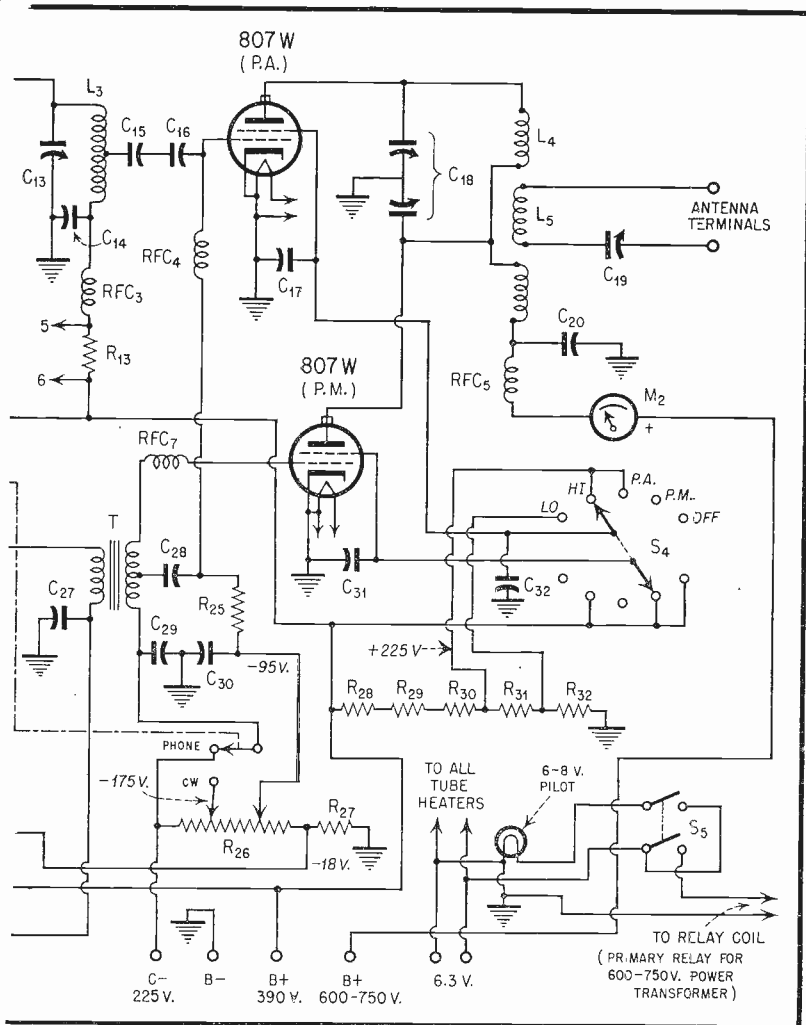 807W
(P.A.)
L3
C15
C16
C13
C14
RFC4
RFC3
C17
C18
L4
L5
ANTENNA
TERMINALS
C19
C20
5
R13
6
807W
(P.M.)
RFC5
M2
+
RFC7
HI
P.A.
P.M.
LO
OFF
S4
T
C28
C27
R25
C31
C32
C29
C30
-95V.
+225V
R28
R29
R30
R31
R32
PHONE
CW
-175V.
R26
R27
-18V.
TO ALL
TUBE
HEATERS
6-8 V.
PILOT
S5
TO RELAY COIL
(PRIMARY RELAY FOR
600-750V. POWER
TRANSFORMER)
C-
225 V.
B-
B+
390 V.
B+
600-750V.
6.3 V.